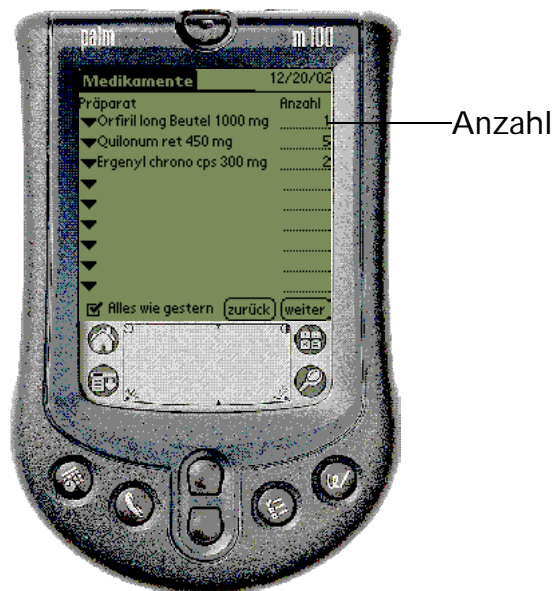 palm m100
Medikamente 12/20/02
Präparat Anzahl
Orfiril long Beutel 1000 mg 1
Quilonum ret 450 mg 5
Ergenyl chrono cps 300 mg 2
Alles wie gestern zurück weiter
Anzahl